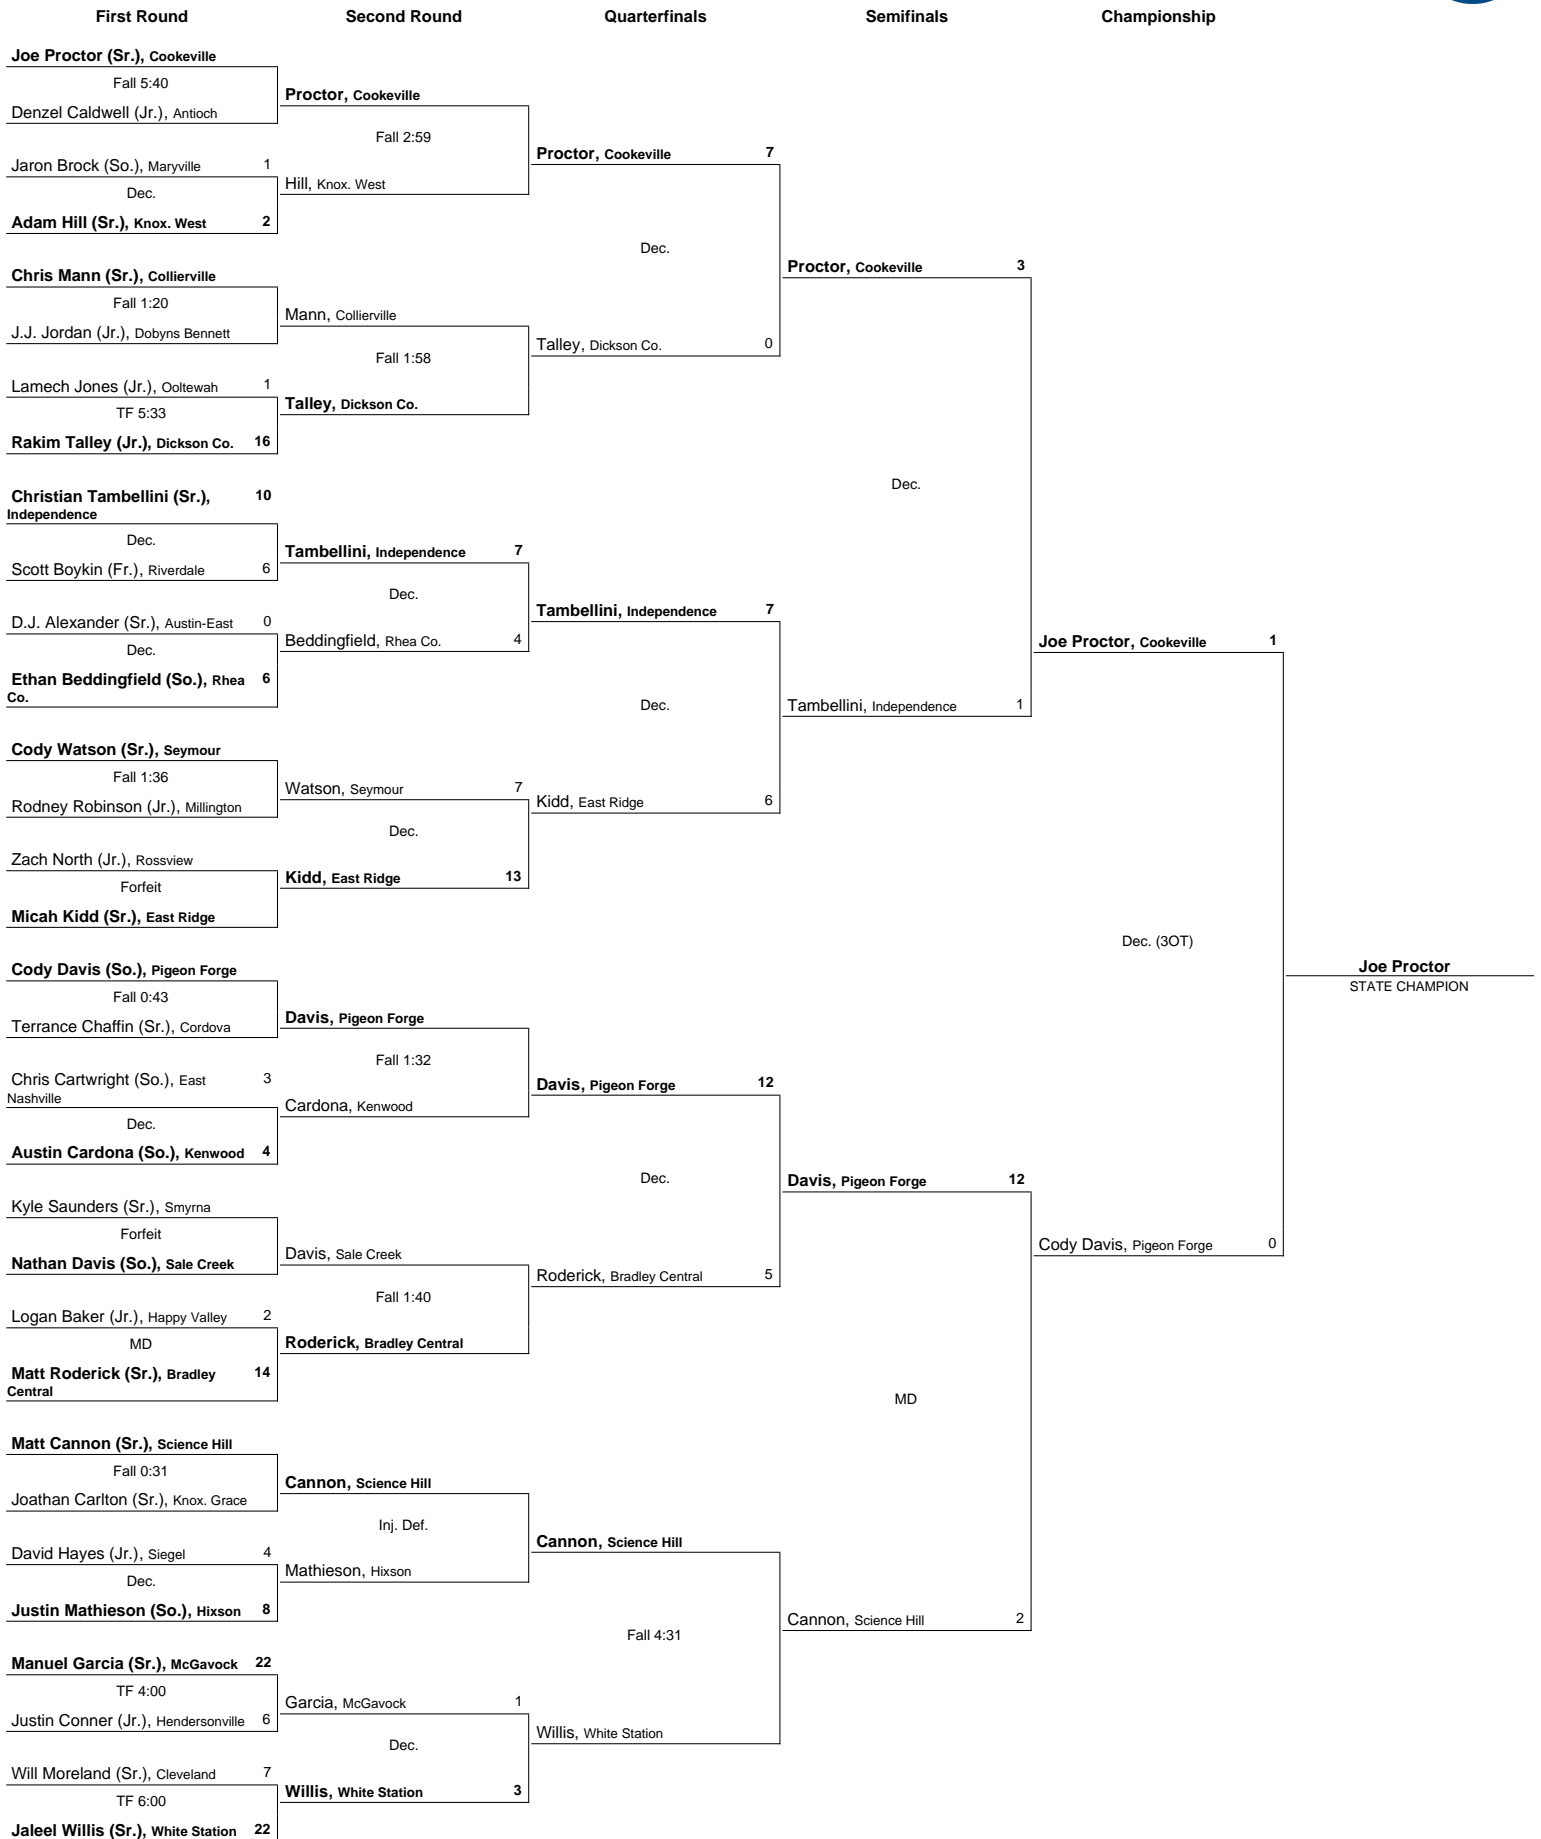 First Round Second Round Quarterfinals Semifinals Championship
Joe Proctor (Sr.), Cookeville
Fall 5:40
Denzel Caldwell (Jr.), Antioch
Jaron Brock (So.), Maryville 1
Dec.
Adam Hill (Sr.), Knox. West 2
Chris Mann (Sr.), Collierville
Fall 1:20
J.J. Jordan (Jr.), Dobyns Bennett
Lamech Jones (Jr.), Ooltewah 1
TF 5:33
Rakim Talley (Jr.), Dickson Co. 16
Christian Tambellini (Sr.), 10
Independence
Dec.
Scott Boykin (Fr.), Riverdale 6
D.J. Alexander (Sr.), Austin-East 0
Dec.
Ethan Beddingfield (So.), Rhea 6
Co.
Cody Watson (Sr.), Seymour
Fall 1:36
Rodney Robinson (Jr.), Millington
Zach North (Jr.), Rossview
Forfeit
Micah Kidd (Sr.), East Ridge
Cody Davis (So.), Pigeon Forge
Fall 0:43
Terrance Chaffin (Sr.), Cordova
Chris Cartwright (So.), East 3
Nashville
Dec.
Austin Cardona (So.), Kenwood 4
Kyle Saunders (Sr.), Smyrna
Forfeit
Nathan Davis (So.), Sale Creek
Logan Baker (Jr.), Happy Valley 2
MD
Matt Roderick (Sr.), Bradley 14
Central
Matt Cannon (Sr.), Science Hill
Fall 0:31
Joathan Carlton (Sr.), Knox. Grace
David Hayes (Jr.), Siegel 4
Dec.
Justin Mathieson (So.), Hixson 8
Manuel Garcia (Sr.), McGavock 22
TF 4:00
Justin Conner (Jr.), Hendersonville 6
Will Moreland (Sr.), Cleveland 7
TF 6:00
Jaleel Willis (Sr.), White Station 22
Proctor, Cookeville
Fall 2:59
Hill, Knox. West
Mann, Collierville
Fall 1:58
Talley, Dickson Co.
Tambellini, Independence 7
Dec.
Beddingfield, Rhea Co. 4
Watson, Seymour 7
Dec.
Kidd, East Ridge 13
Davis, Pigeon Forge
Fall 1:32
Cardona, Kenwood
Davis, Sale Creek
Fall 1:40
Roderick, Bradley Central
Cannon, Science Hill
Inj. Def.
Mathieson, Hixson
Garcia, McGavock 1
Dec.
Willis, White Station 3
Proctor, Cookeville 7
Dec.
Talley, Dickson Co. 0
Tambellini, Independence 7
Dec.
Kidd, East Ridge 6
Davis, Pigeon Forge 12
Dec.
Roderick, Bradley Central 5
Cannon, Science Hill
Fall 4:31
Willis, White Station
Proctor, Cookeville 3
Dec.
Tambellini, Independence 1
Davis, Pigeon Forge 12
MD
Cannon, Science Hill 2
Joe Proctor, Cookeville 1
Dec. (3OT)
Cody Davis, Pigeon Forge 0
Joe Proctor
STATE CHAMPION